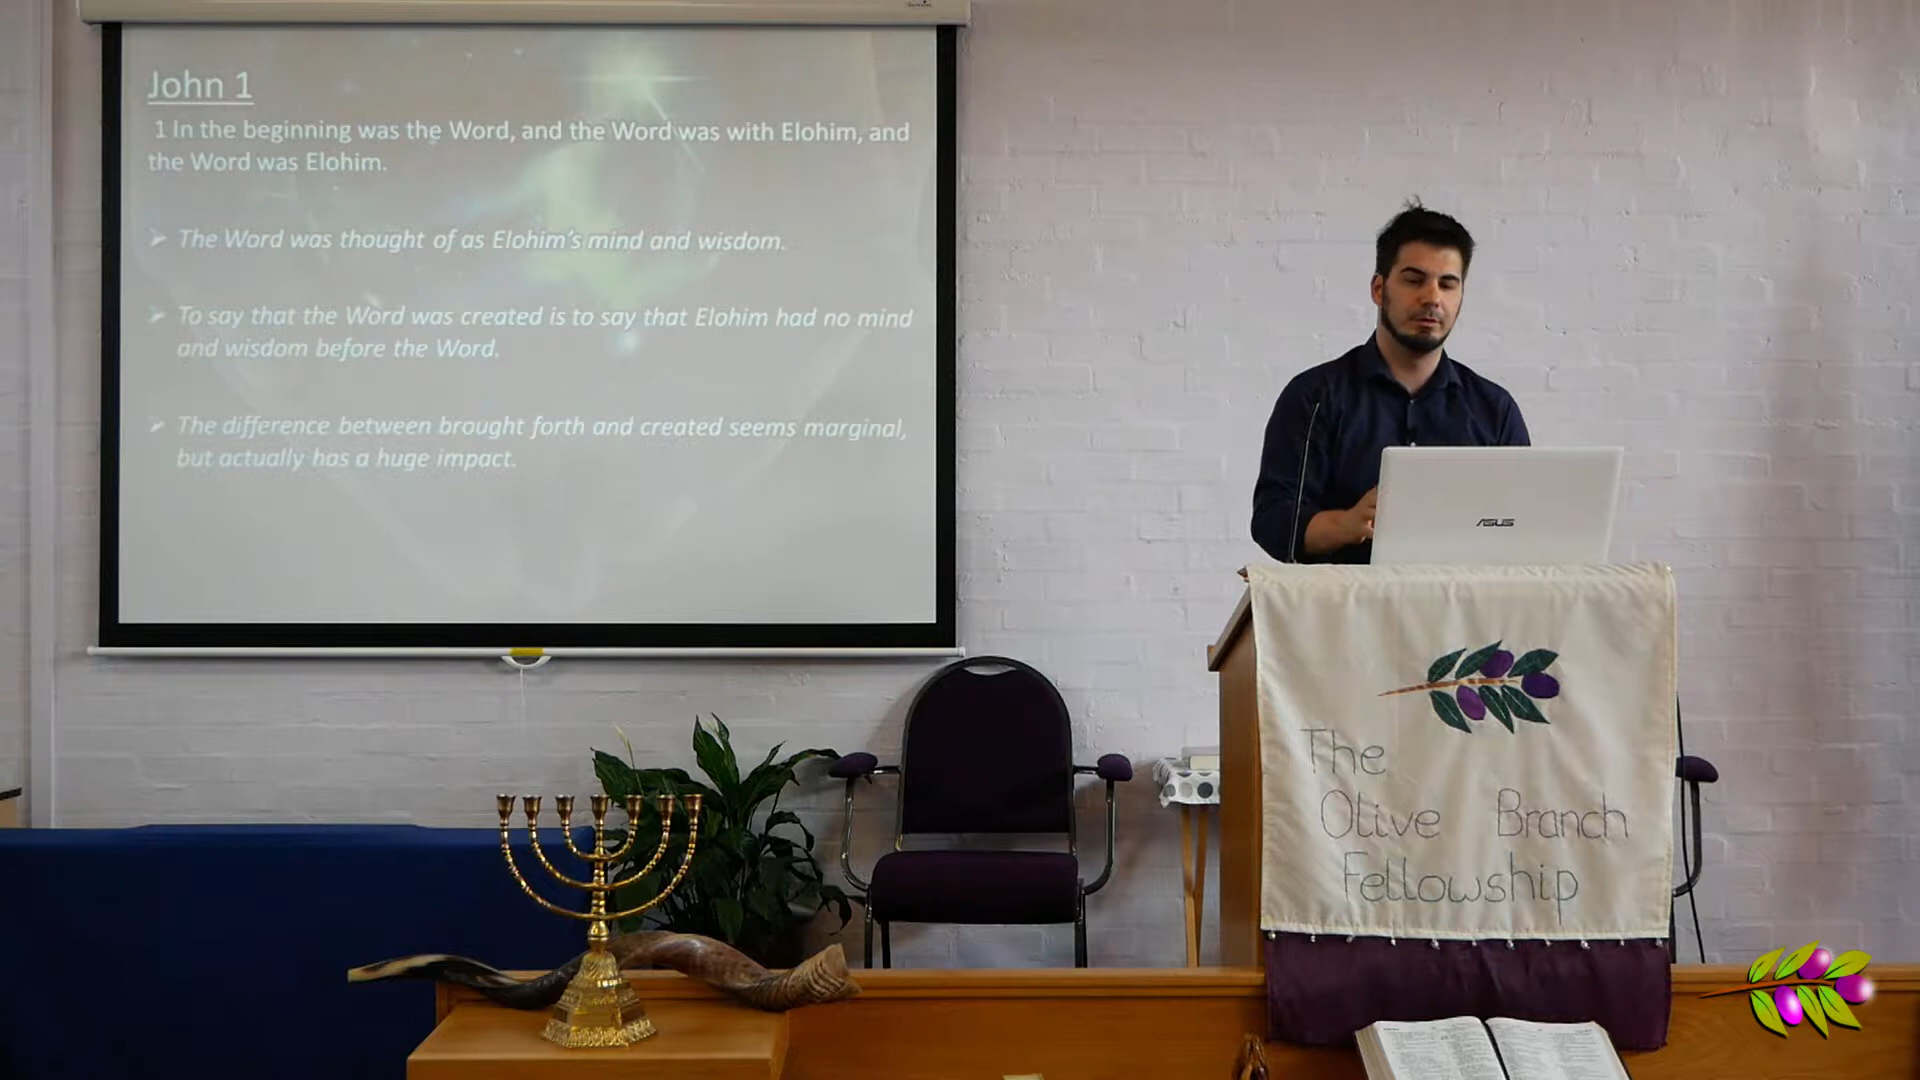 John 1
1 In the beginning was the Word, and the Word was with Elohim, and
the Word was Elohim.
The Word was thought of as Elohim's mind and wisdom.
To say that the Word was created is to say that Elohim had no mind
and wisdom before the Word.
The difference between brought forth and created seems marginal,
but actually has a huge impact.
ASUS
The
Olive Branch
Fellowship